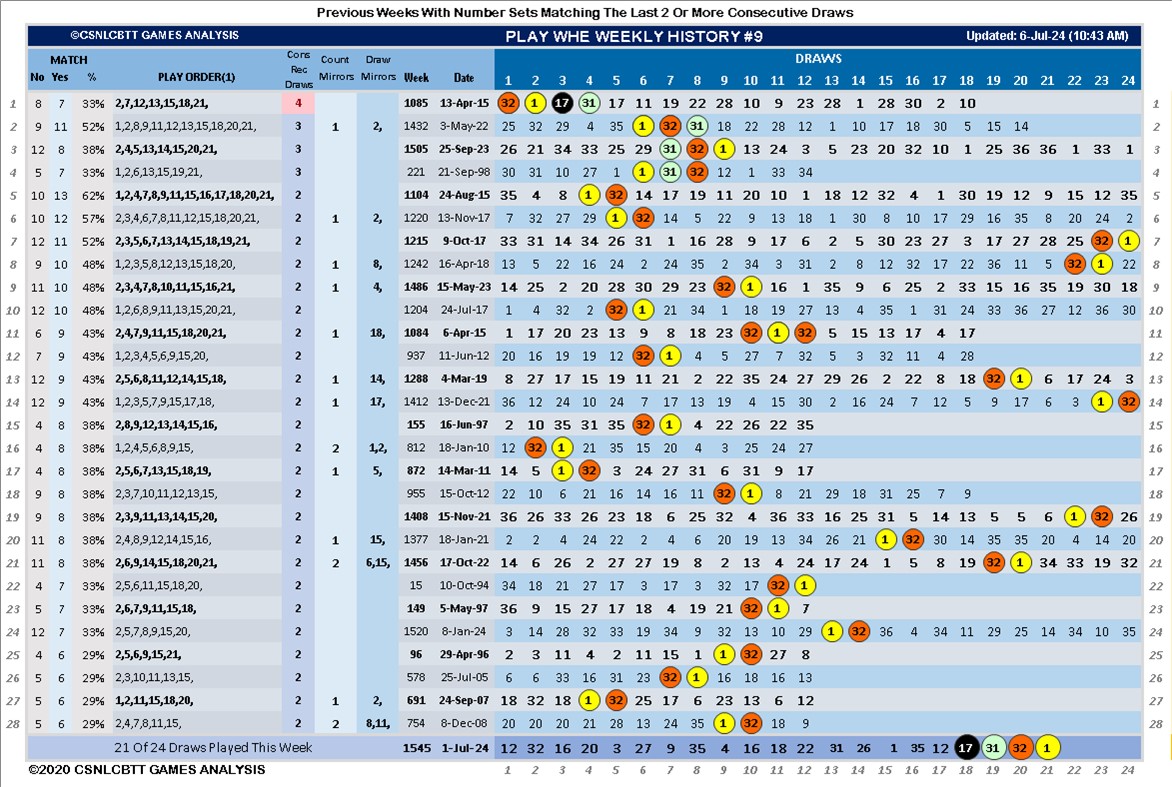 Previous Weeks With Number Sets Matching The Last 2 Or More Consecutive Draws
©CSNLCBTT GAMES ANALYSIS PLAY WHE WEEKLY HISTORY #9 Updated: 6-Jul-24 (10:43 AM)
MATCH Cons Count Draw DRAWS
No Yes % PLAY ORDER(1) Rec Draws Mirrors Mirrors Week Date 1 2 3 4 5 6 7 8 9 10 11 12 13 14 15 16 17 18 19 20 21 22 23 24
1 8 7 33% 2,7,12,13,15,18,21, 4 1085 13-Apr-15 32 1 17 31 17 11 19 22 28 10 9 23 28 1 28 30 2 10 1
2 9 11 52% 1,2,8,9,11,12,13,15,18,20,21, 3 1 2, 1432 3-May-22 25 32 29 4 35 1 32 31 18 22 28 12 1 10 17 18 30 5 15 14 2
3 12 8 38% 2,4,5,13,14,15,20,21, 3 1505 25-Sep-23 26 21 34 33 25 29 31 32 1 13 24 3 5 23 20 32 10 1 25 36 36 1 33 1 3
4 5 7 33% 1,2,6,13,15,19,21, 3 221 21-Sep-98 30 31 10 27 1 1 31 32 12 1 33 34 4
5 10 13 62% 1,2,4,7,8,9,11,15,16,17,18,20,21, 2 1104 24-Aug-15 35 4 8 1 32 14 17 19 11 20 10 1 18 12 32 4 1 30 19 12 9 15 12 35 5
6 10 12 57% 2,3,4,6,7,8,11,12,15,18,20,21, 2 1 2, 1220 13-Nov-17 7 32 27 29 1 32 14 5 22 9 13 18 1 30 8 10 17 29 16 35 8 20 24 2 6
7 12 11 52% 2,3,5,6,7,13,14,15,18,19,21, 2 1215 9-Oct-17 33 31 14 34 26 31 1 16 28 9 17 6 2 5 30 23 27 3 17 27 28 25 32 1 7
8 9 10 48% 1,2,3,5,8,12,13,15,18,20, 2 1 8, 1242 16-Apr-18 13 5 22 16 24 2 24 35 2 34 3 31 2 8 12 32 17 22 36 11 5 32 1 22 8
9 11 10 48% 2,3,4,7,8,10,11,15,16,21, 2 1 4, 1486 15-May-23 14 25 2 20 28 30 29 23 32 1 16 1 35 9 6 25 2 33 15 16 35 19 30 18 9
10 12 10 48% 1,2,6,8,9,11,13,15,20,21, 2 1204 24-Jul-17 1 4 32 2 32 1 21 34 1 18 19 27 15 4 35 1 31 24 33 36 27 12 36 30 10
11 6 9 43% 2,4,7,9,11,15,18,20,21, 2 1 18, 1084 6-Apr-15 1 17 20 23 13 9 8 18 23 32 1 32 5 15 13 17 4 17 11
12 7 9 43% 1,2,3,4,5,6,9,15,20, 2 937 11-Jun-12 20 16 19 19 12 32 1 4 5 27 7 32 5 3 32 11 4 28 12
13 12 9 43% 2,5,6,8,11,12,14,15,18, 2 1 14, 1288 4-Mar-19 8 27 17 15 19 11 21 2 22 35 24 27 29 26 2 22 8 18 32 1 6 17 24 3 13
14 12 9 43% 1,2,3,5,7,9,15,17,18, 2 1 17, 1412 13-Dec-21 36 12 24 10 24 7 17 13 19 4 15 30 2 16 24 7 12 5 9 17 6 3 1 32 14
15 4 8 38% 2,8,9,12,13,14,15,16, 2 155 16-Jun-97 2 10 35 31 35 32 1 4 22 26 22 35 15
16 4 8 38% 1,2,4,5,6,8,9,15, 2 2 1,2, 812 18-Jan-10 12 32 1 21 35 15 20 4 3 25 24 27 16
17 4 8 38% 2,5,6,7,13,15,18,19, 2 1 5, 872 14-Mar-11 14 5 1 32 3 24 27 31 6 31 9 17 17
18 9 8 38% 2,3,7,10,11,12,13,15, 2 955 15-Oct-12 22 10 6 21 16 14 16 11 32 1 8 21 29 18 31 25 7 9 18
19 9 8 38% 2,3,9,11,13,14,15,20, 2 1408 15-Nov-21 36 26 33 26 23 18 6 25 32 4 36 33 16 25 31 5 14 13 5 5 6 1 32 26 19
20 11 8 38% 2,4,8,9,12,14,15,16, 2 1 15, 1377 18-Jan-21 2 2 4 24 22 2 4 6 20 19 13 34 26 21 1 32 30 14 35 35 20 4 14 20 20
21 11 8 38% 2,6,9,14,15,18,20,21, 2 2 6,15, 1456 17-Oct-22 14 6 26 2 27 27 19 8 2 13 4 24 17 24 1 5 8 19 32 1 34 33 19 32 21
22 4 7 33% 2,5,6,11,15,18,20, 2 15 10-Oct-94 34 18 21 27 17 3 17 3 32 17 32 1 22
23 5 7 33% 2,6,7,9,11,15,18, 2 149 5-May-97 36 9 15 27 17 18 4 19 21 32 1 7 23
24 12 7 33% 2,5,7,8,9,15,20, 2 1520 8-Jan-24 3 14 28 32 33 19 34 9 32 13 10 29 1 32 36 4 34 11 29 25 14 34 10 35 24
25 4 6 29% 2,5,6,9,15,21, 2 96 29-Apr-96 2 3 11 4 2 11 15 1 1 32 27 8 25
26 5 6 29% 2,3,10,11,13,15, 2 578 25-Jul-05 6 6 33 16 31 23 32 1 16 18 16 13 26
27 5 6 29% 1,2,11,15,18,20, 2 1 2, 691 24-Sep-07 18 32 18 1 32 25 17 6 23 13 6 12 27
28 5 6 29% 2,4,7,8,11,15, 2 2 8,11, 754 8-Dec-08 20 20 20 21 28 13 24 35 1 32 18 9 28
21 Of 24 Draws Played This Week 1545 1-Jul-24 12 32 16 20 3 27 9 35 4 16 18 22 31 26 1 35 12 17 31 32 1
©2020 CSNLCBTT GAMES ANALYSIS 1 2 3 4 5 6 7 8 9 10 11 12 13 14 15 16 17 18 19 20 21 22 23 24